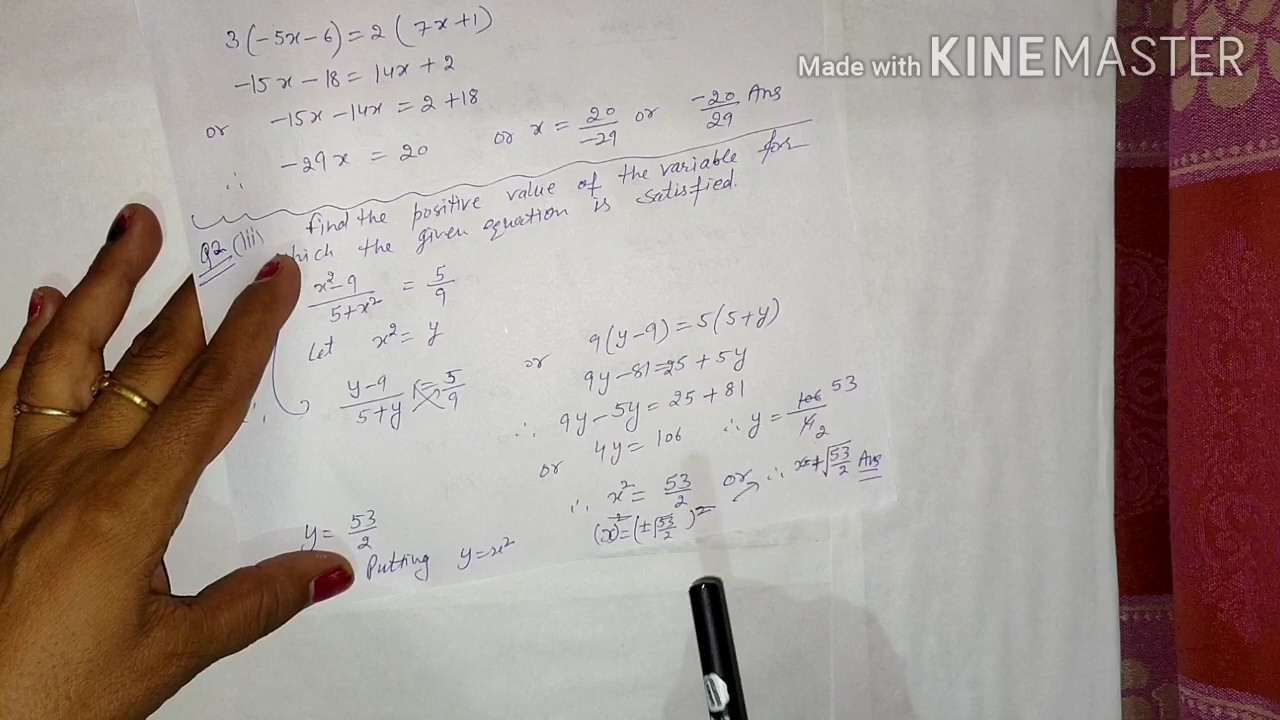 Made with KINEMASTER
3(-5x-6) = 2(7x+1)
-15x-18 = 14x+2
or -15x-14x = 2+18
∴ -29x = 20 or x = 20/-29 or -20/29 Ans
Q2 (iii) Find the positive value of the variable for
which the given equation is satisfied.
x²-9/5+x² = 5/9
Let x² = y
∴ y-9/5+y = 5/9
or 9(y-9) = 5(5+y)
9y-81=25+5y
∴ 9y-5y = 25+81
or 4y = 106 ∴ y = 106/4 53/2
y = 53/2
Putting y=x²
∴ x² = 53/2 or ∴ x=+√53/2 Ans
(x)²=(±√53/2)²